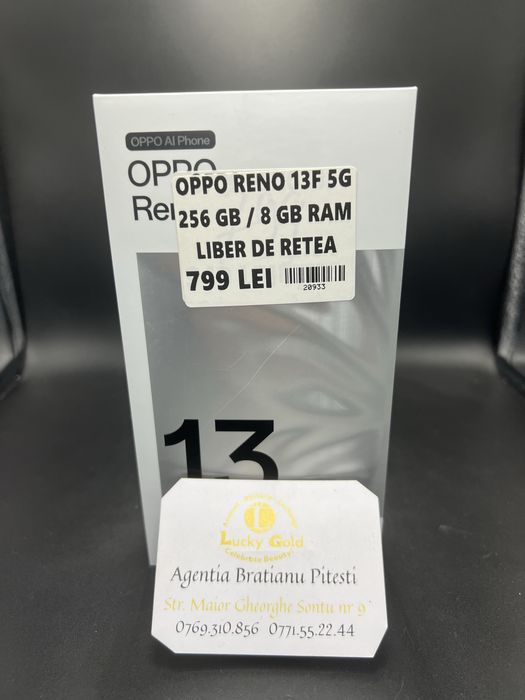 OPPO AI Phone
OPPO
OPPO RENO 13F 5G
256 GB / 8 GB RAM
LIBER DE RETEA
799 LEI
20933
13
Lucky Gold
Celebrate Beauty
Agentia Bratianu Pitesti
Str. Maior Gheorghe Sontu nr 9
0769.310.856 0771.55.22.44